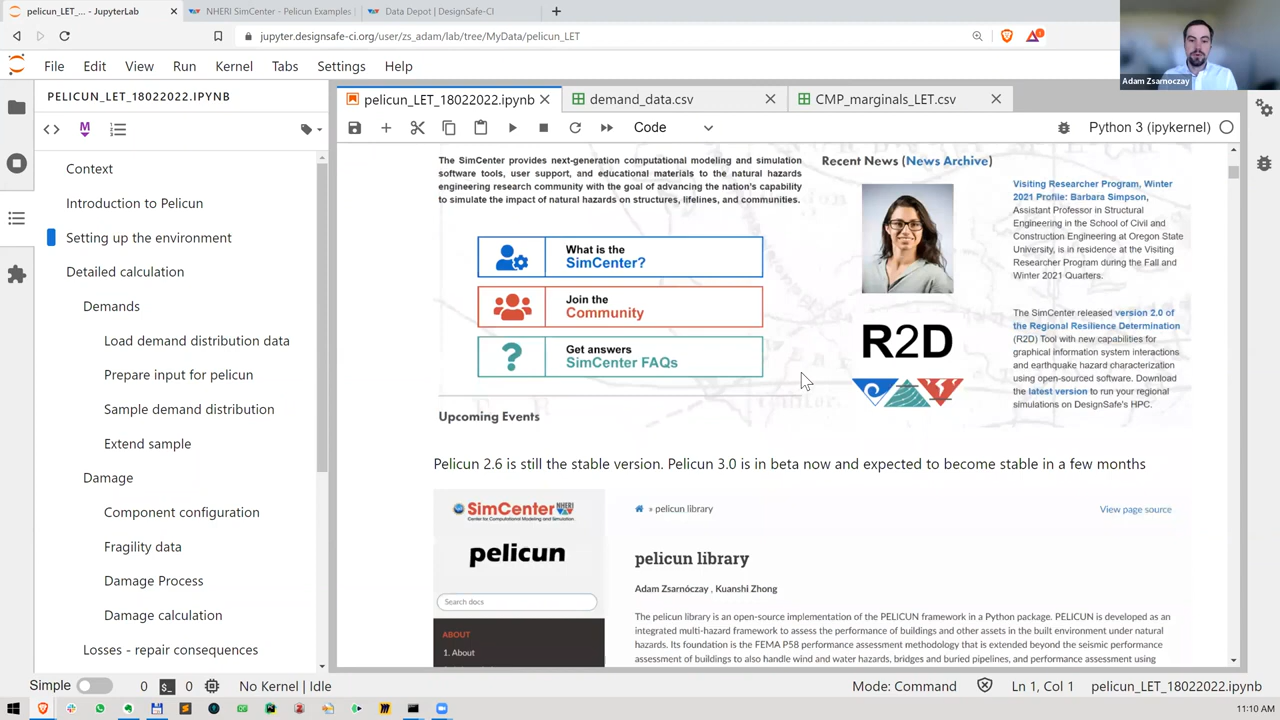 pelicun_LET_... - JupyterLab
NHERI SimCenter - Pelicun Examples
Data Depot | DesignSafe-CI
jupyter.designsafe-ci.org/user/zs_adam/lab/tree/MyData/pelicun_LET
Adam Zsarnoczay
File Edit View Run Kernel Tabs Settings Help
PELICUN_LET_18022022.IPYNB
Context
Introduction to Pelicun
Setting up the environment
Detailed calculation
Demands
Load demand distribution data
Prepare input for pelicun
Sample demand distribution
Extend sample
Damage
Component configuration
Fragility data
Damage Process
Damage calculation
Losses - repair consequences
pelicun_LET_18022022.ipynb
demand_data.csv
CMP_marginals_LET.csv
Code
Python 3 (ipykernel)
The SimCenter provides next-generation computational modeling and simulation
software tools, user support, and educational materials to the natural hazards
engineering research community with the goal of advancing the nation's capability
to simulate the impact of natural hazards on structures, lifelines, and communities.
What is the
SimCenter?
Join the
Community
Get answers
SimCenter FAQs
Upcoming Events
Recent News (News Archive)
Visiting Researcher Program, Winter
2021 Profile: Barbara Simpson,
Assistant Professor in Structural
Engineering in the School of Civil and
Construction Engineering at Oregon State
University, is in residence at the Visiting
Researcher Program during the Fall and
Winter 2021 Quarters.
R2D
The SimCenter released version 2.0 of
the Regional Resilience Determination
(R2D) Tool with new capabilities for
graphical information system interactions
and earthquake hazard characterization
using open-sourced software. Download
the latest version to run your regional
simulations on DesignSafe's HPC.
Pelicun 2.6 is still the stable version. Pelicun 3.0 is in beta now and expected to become stable in a few months
SimCenter NHERI
Center for Computational Modeling and Simulation
pelicun
Search docs
ABOUT
1. About
» pelicun library
View page source
pelicun library
Adam Zsarnóczay , Kuanshi Zhong
The pelicun library is an open-source implementation of the PELICUN framework in a Python package. PELICUN is developed as an
integrated multi-hazard framework to assess the performance of buildings and other assets in the built environment under natural
hazards. Its foundation is the FEMA P58 performance assessment methodology that is extended beyond the seismic performance
assessment of buildings to also handle wind and water hazards, bridges and buried pipelines, and performance assessment using
Simple 0 0 No Kernel | Idle
Mode: Command Ln 1, Col 1 pelicun_LET_18022022.ipynb
11:10 AM